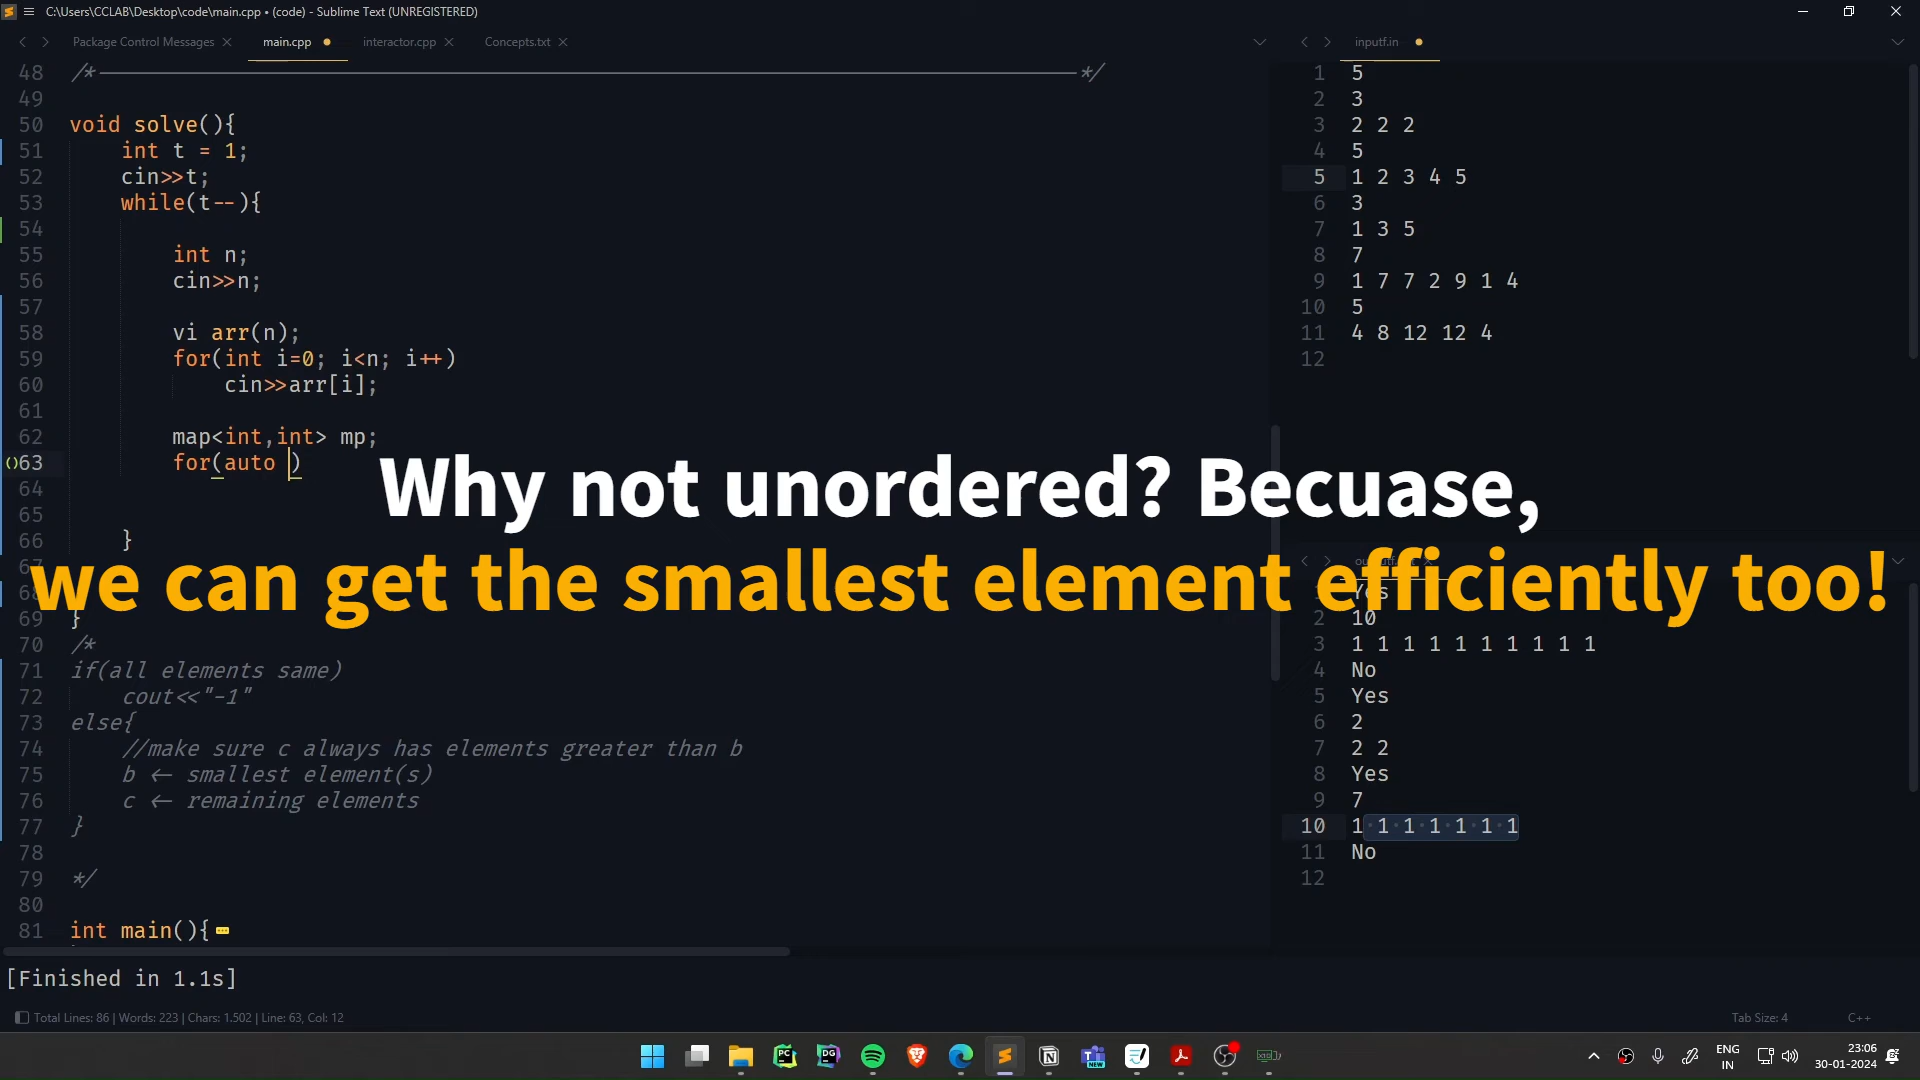 C:\Users\CCLAB\Desktop\code\main.cpp • (code) - Sublime Text (UNREGISTERED)
Package Control Messages
main.cpp
interactor.cpp
Concepts.txt
48 /*————————————————————————————*/
49
50 void solve(){
51 int t = 1;
52 cin>>t;
53 while(t--){
54
55 int n;
56 cin>>n;
57
58 vi arr(n);
59 for(int i=0; i<n; i++)
60 cin>>arr[i];
61
62 map<int,int> mp;
63 for(auto )
64
65
66 }
69 }
70 /*
71 if(all elements same)
72 cout<<"-1"
73 else{
74 //make sure c always has elements greater than b
75 b <- smallest element(s)
76 c <- remaining elements
77 }
78
79 */
80
81 int main(){
Why not unordered? Becuase,
we can get the smallest element efficiently too!
inputf.in
1 5
2 3
3 2 2 2
4 5
5 1 2 3 4 5
6 3
7 1 3 5
8 7
9 1 7 7 2 9 1 4
10 5
11 4 8 12 12 4
12
Yes
2 10
3 1 1 1 1 1 1 1 1 1 1
4 No
5 Yes
6 2
7 2 2
8 Yes
9 7
10 1 1 1 1 1 1 1
11 No
12
[Finished in 1.1s]
Total Lines: 86 | Words: 223 | Chars: 1.502 | Line: 63, Col: 12
Tab Size: 4
C++
PC
DG
NEW
ENG
IN
23:06
30-01-2024